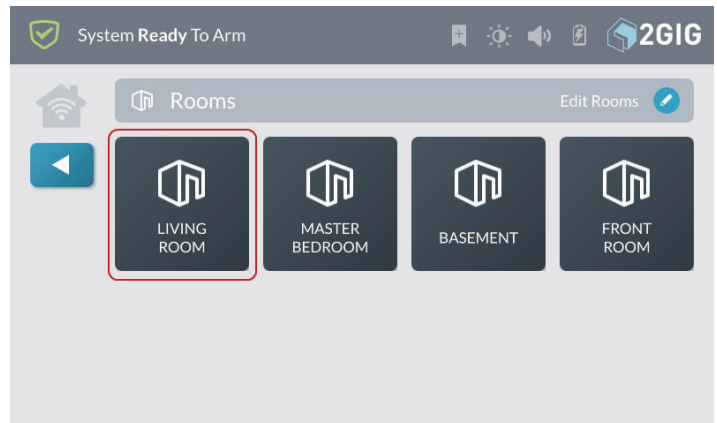 System Ready To Arm
2GIG
Rooms
Edit Rooms
LIVING
ROOM
MASTER
BEDROOM
BASEMENT
FRONT
ROOM